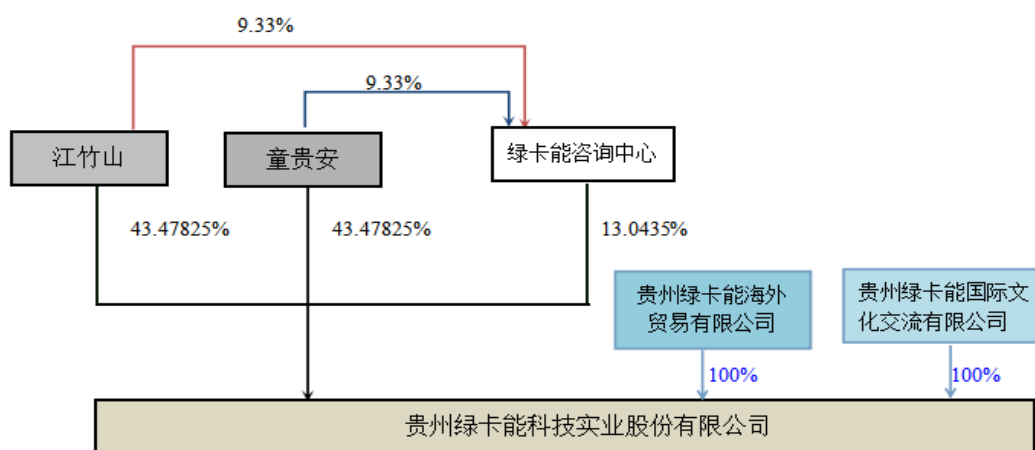 9.33%
9.33%
江竹山
童贵安
绿卡能咨询中心
43.47825%
43.47825%
13.0435%
贵州绿卡能海外
贸易有限公司
贵州绿卡能国际文
化交流有限公司
100%
100%
贵州绿卡能科技实业股份有限公司